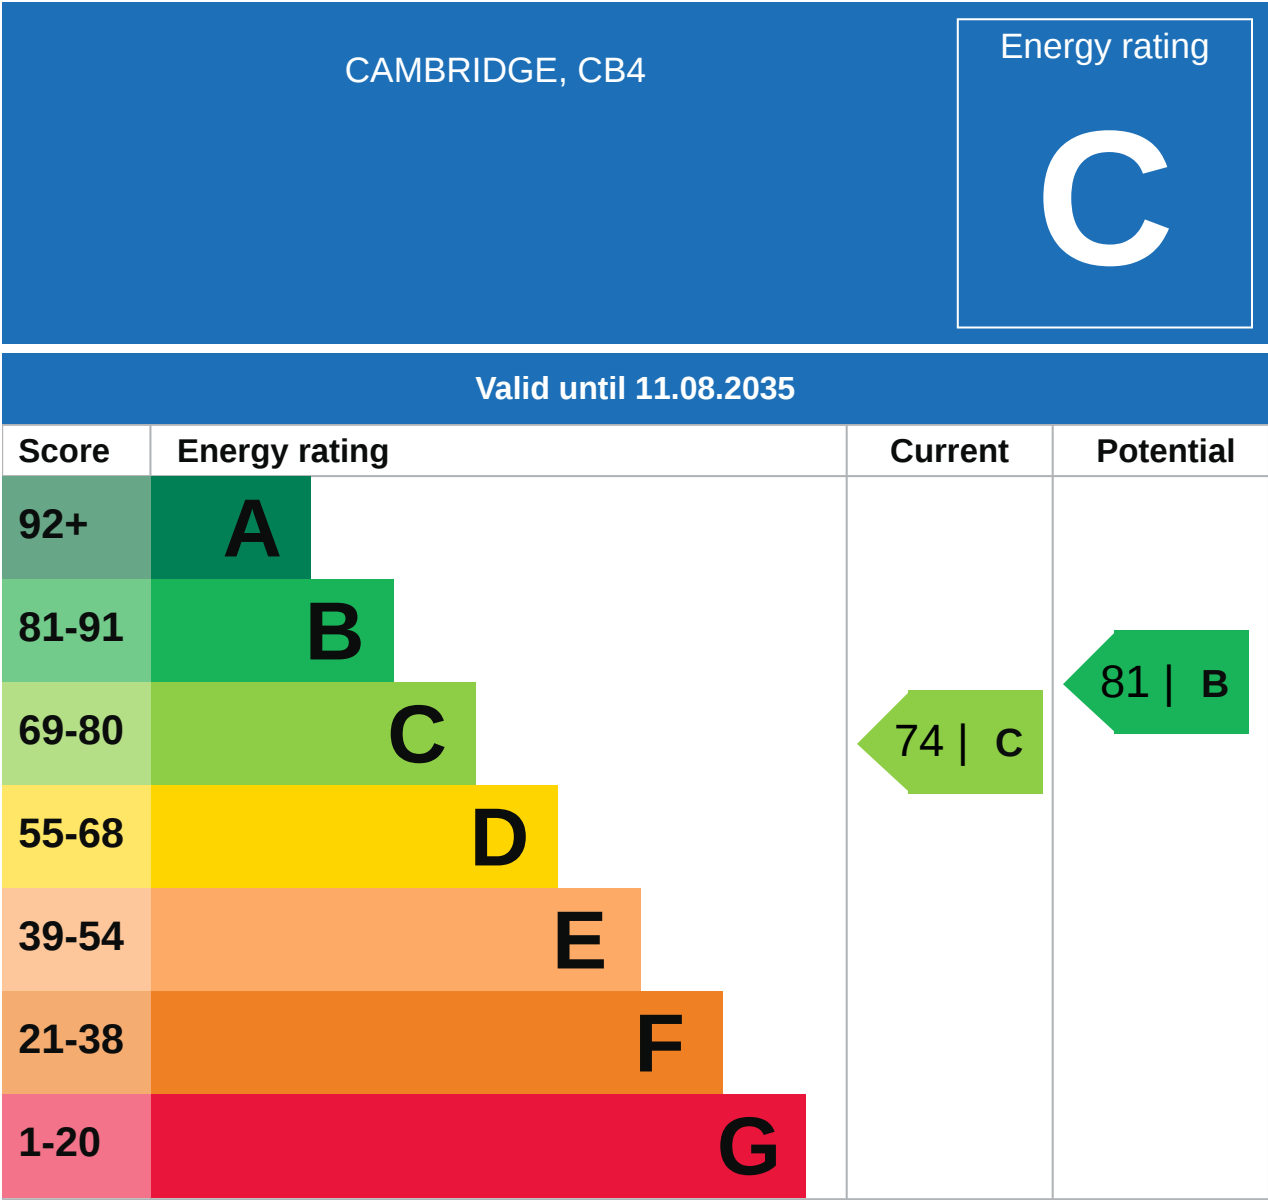 CAMBRIDGE, CB4
Energy rating
C
Valid until 11.08.2035
Score Energy rating Current Potential
92+ A
81-91 B
81 | B
69-80 C
74 | C
55-68 D
39-54 E
21-38 F
1-20 G